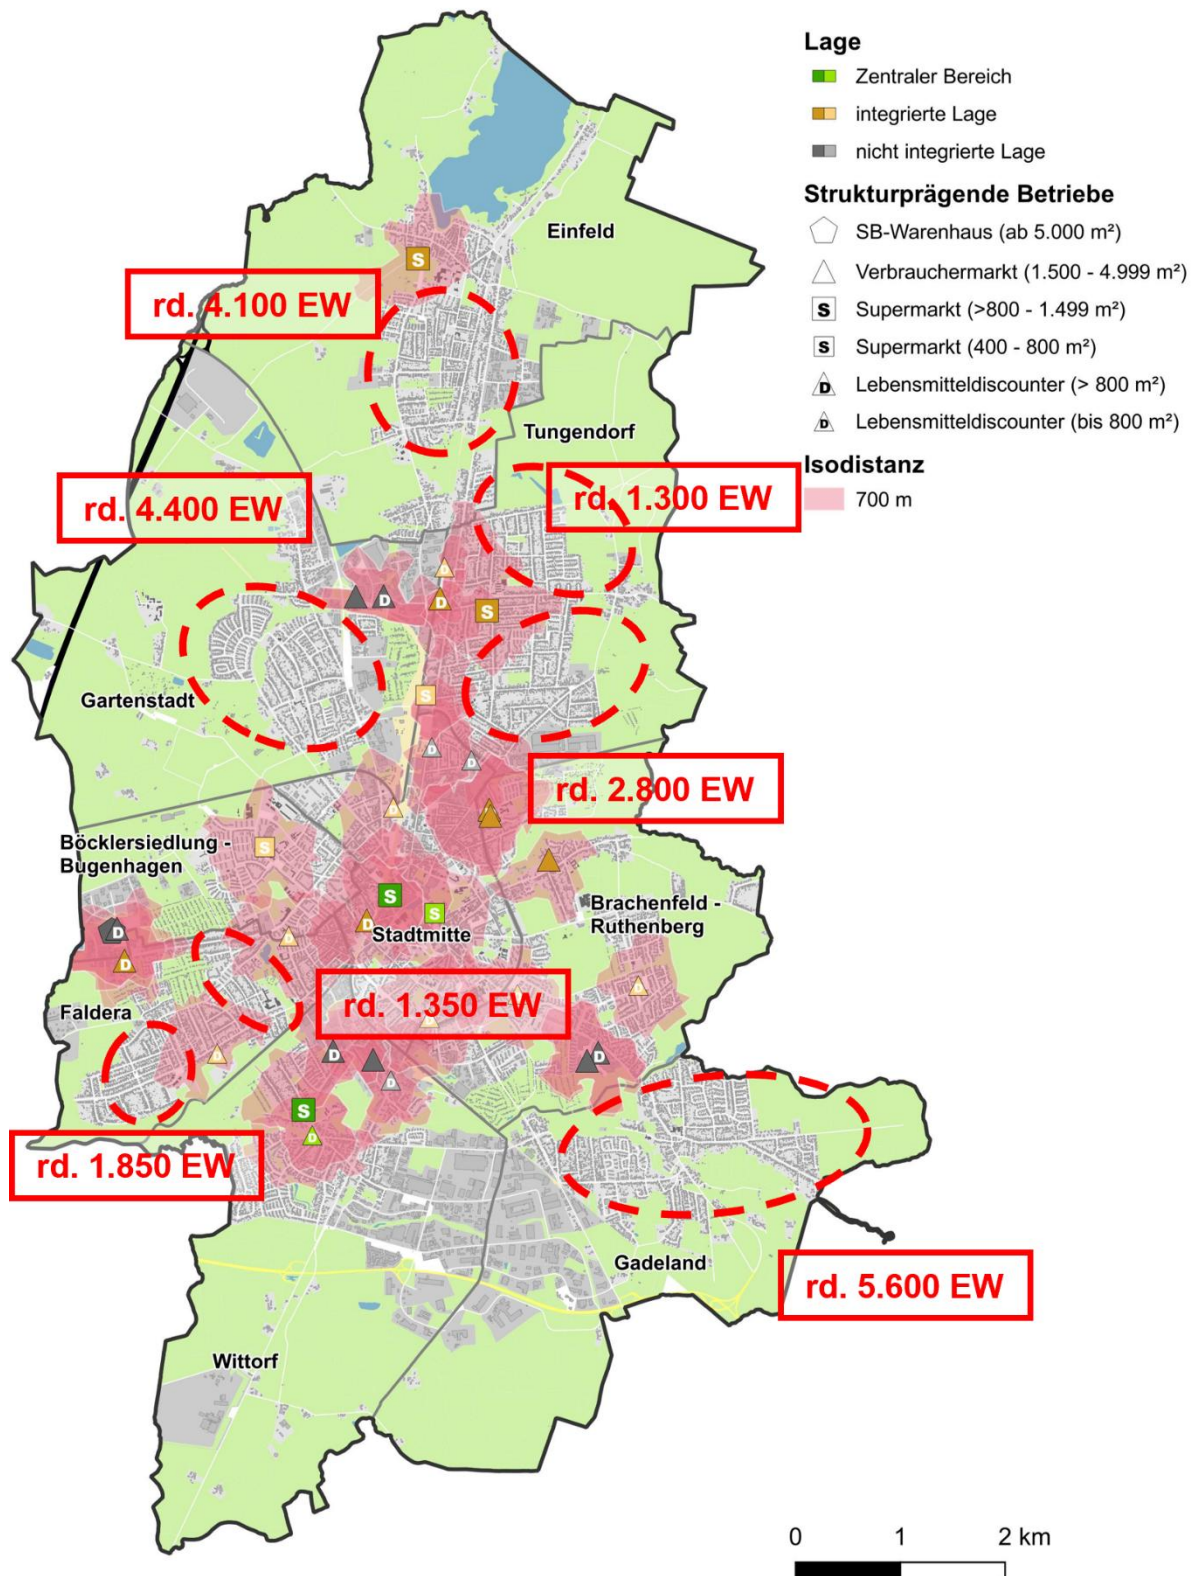 Lage
Zentraler Bereich
integrierte Lage
nicht integrierte Lage
Strukturprägende Betriebe
SB-Warenhaus (ab 5.000 m²)
Verbrauchermarkt (1.500 - 4.999 m²)
S Supermarkt (>800 - 1.499 m²)
S Supermarkt (400 - 800 m²)
D Lebensmitteldiscounter (> 800 m²)
D Lebensmitteldiscounter (bis 800 m²)
Isodistanz
700 m
Einfeld
S
rd. 4.100 EW
Tungendorf
rd. 1.300 EW
rd. 4.400 EW
D
D
D
S
Gartenstadt
S
D
D
rd. 2.800 EW
D
Böcklersiedlung -
Bugenhagen
S
S
Brachenfeld -
Ruthenberg
S
D
Stadtmitte
D
D
D
rd. 1.350 EW
D
Faldera
D
D
D
D
D
S
D
rd. 1.850 EW
Gadeland
rd. 5.600 EW
Wittorf
0 1 2 km